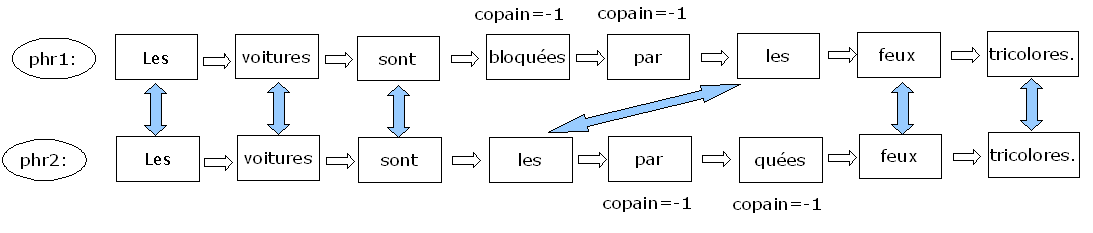 copain=-1 copain=-1
phr1: Les voitures sont bloquées par les feux tricolores.
phr2: Les voitures sont les par quées feux tricolores.
copain=-1 copain=-1